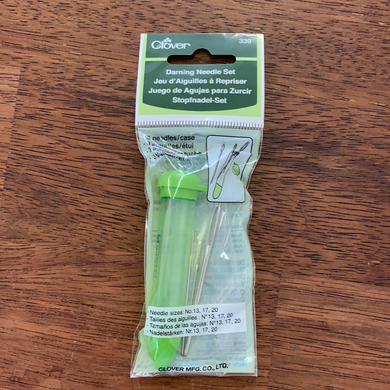 Clover
339
Darning Needle Set
Jeu d'Aiguilles à Repriser
Juego de Agujas para Zurcir
Stopfnadel-Set
needles/case
Needle sizes: No.13, 17, 20
Tailles des aiguilles : N°13, 17, 20
Tamaños de las agujas: N°13, 17, 20
Nadelstärken: Nr.13, 17, 20
CLOVER MFG. CO., LTD.